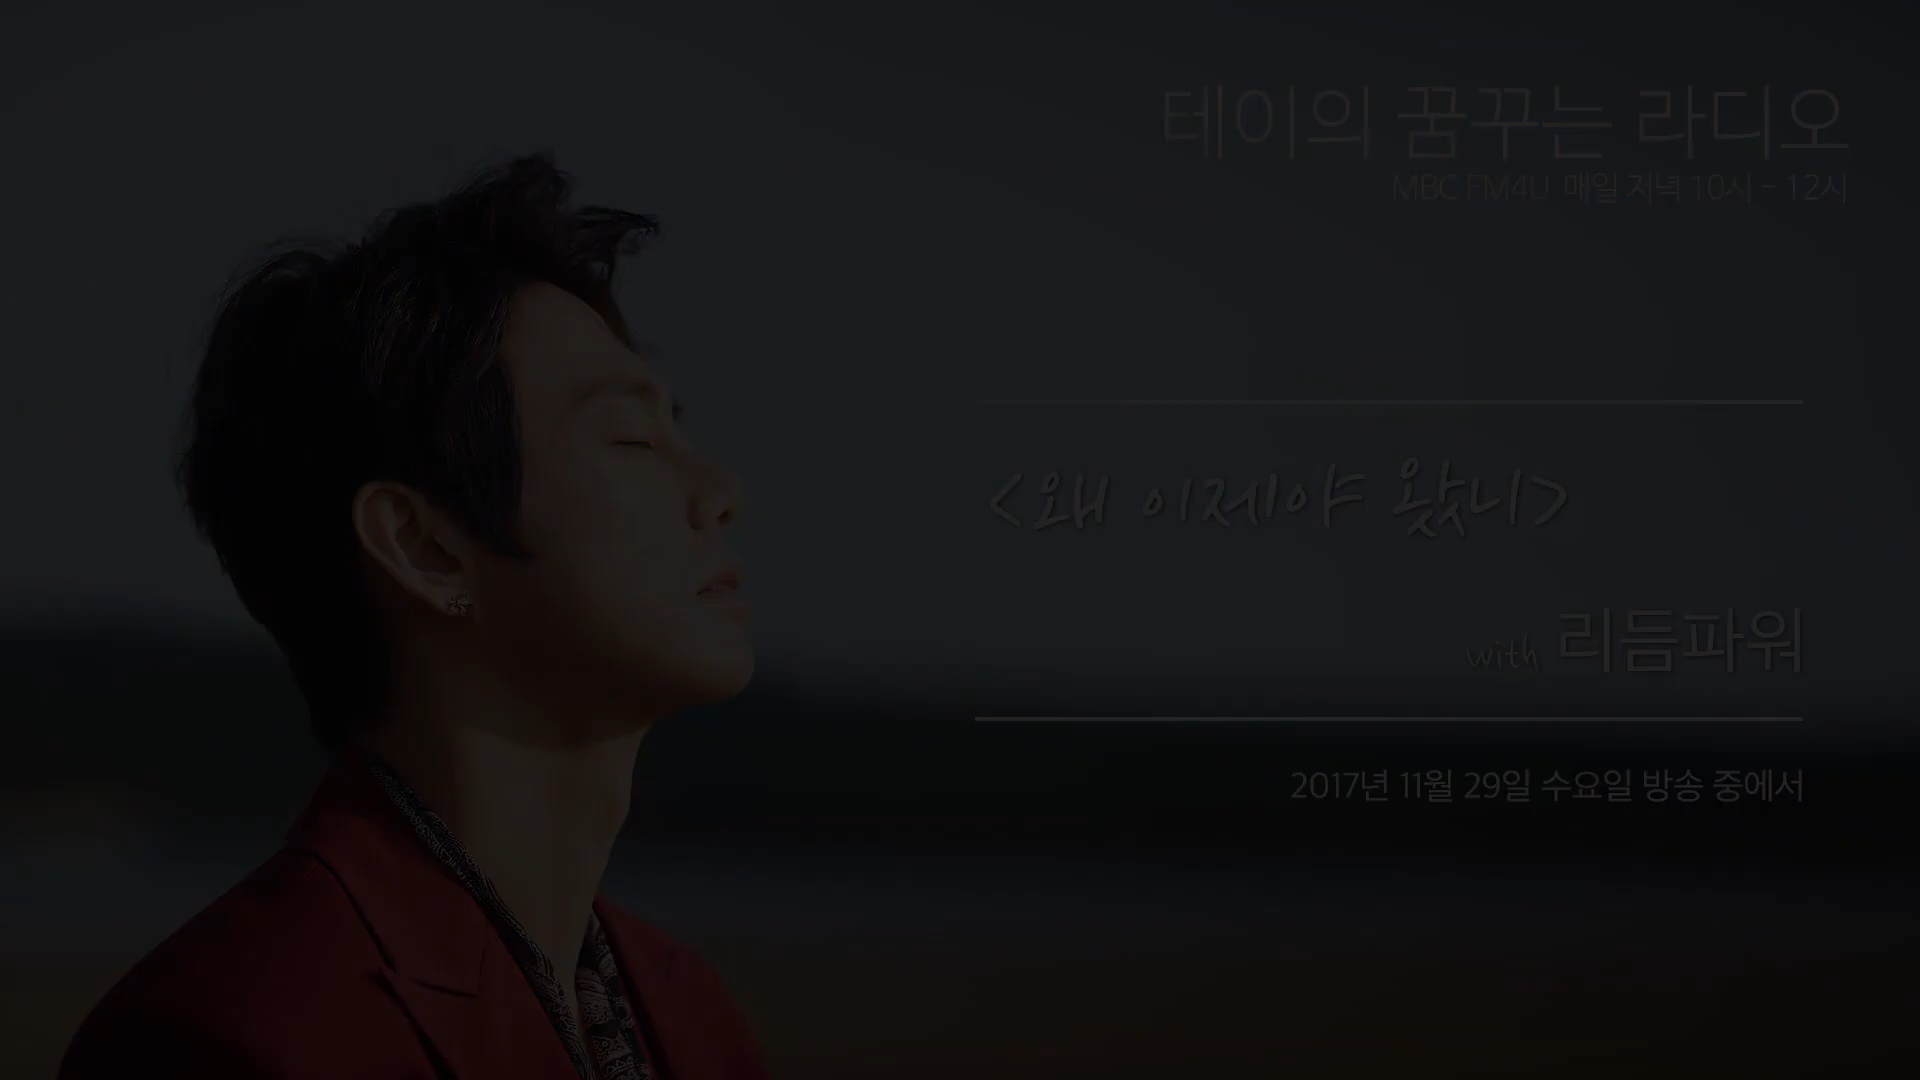 테이의 꿈꾸는 라디오
MBC FM4U 매일 저녁 10시 - 12시
<왜 이제야 왔니>
with 리듬파워
2017년 11월 29일 수요일 방송 중에서